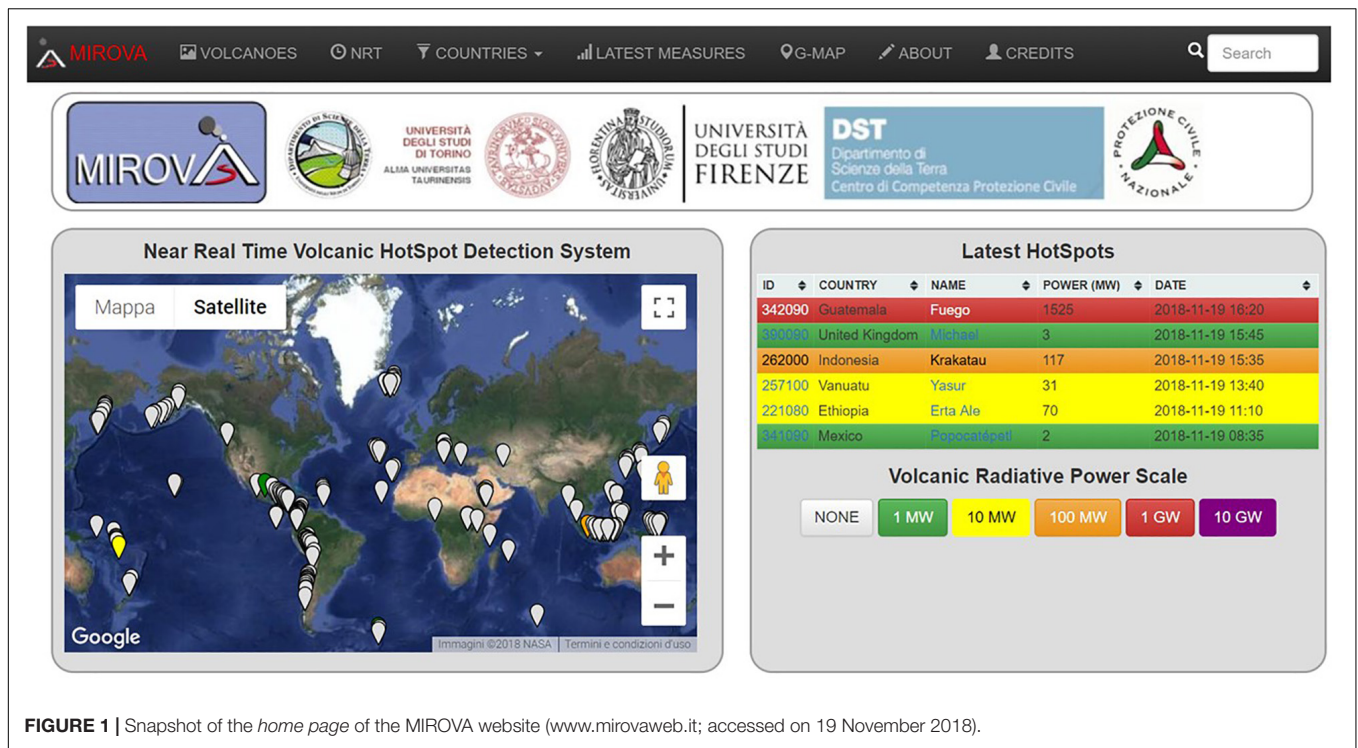 MIROVA VOLCANOES NRT COUNTRIES LATEST MEASURES G-MAP ABOUT CREDITS Search
MIROVA
DIPARTIMENTO DI SCIENZE DELLA TERRA
UNIVERSITÀ
DEGLI STUDI
DI TORINO
ALMA UNIVERSITAS
TAURINENSIS
UNIVERSITÀ
DEGLI STUDI
FIRENZE
DST
Dipartimento di
Scienze della Terra
Centro di Competenza Protezione Civile
PROTEZIONE CIVILE
NAZIONALE
Near Real Time Volcanic HotSpot Detection System
Mappa Satellite
Google
Immagini ©2018 NASA Termini e condizioni d'uso
Latest HotSpots
ID COUNTRY NAME POWER (MW) DATE
342090 Guatemala Fuego 1525 2018-11-19 16:20
390090 United Kingdom Michael 3 2018-11-19 15:45
262000 Indonesia Krakatau 117 2018-11-19 15:35
257100 Vanuatu Yasur 31 2018-11-19 13:40
221080 Ethiopia Erta Ale 70 2018-11-19 11:10
341090 Mexico Popocatépetl 2 2018-11-19 08:35
Volcanic Radiative Power Scale
NONE 1 MW 10 MW 100 MW 1 GW 10 GW
FIGURE 1 | Snapshot of the home page of the MIROVA website (www.mirovaweb.it; accessed on 19 November 2018).